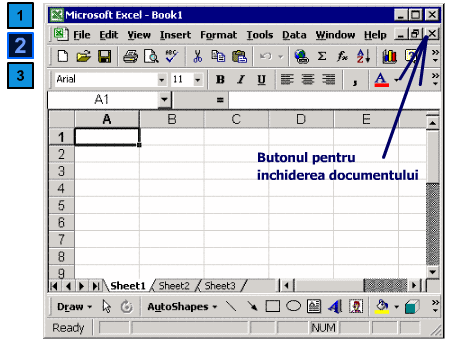 1
2
3
Microsoft Excel - Book1
File Edit View Insert Format Tools Data Window Help
Arial 11 B I U A
A1 =
A B C D E
1
2
3
4
5
6
7
8
9
Butonul pentru
inchiderea documentului
Sheet1 Sheet2 Sheet3
Draw AutoShapes
Ready NUM